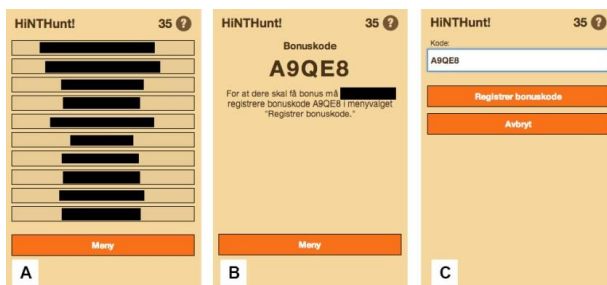 HiNTHunt! 35 ?
Meny
A
HiNTHunt! 35 ?
Bonuskode
A9QE8
For at dere skal få bonus må
registrere bonuskode A9QE8 i menyvalget
"Registrer bonuskode."
Meny
B
HiNTHunt! 35 ?
Kode:
A9QE8
Registrer bonuskode
Avbryt
C